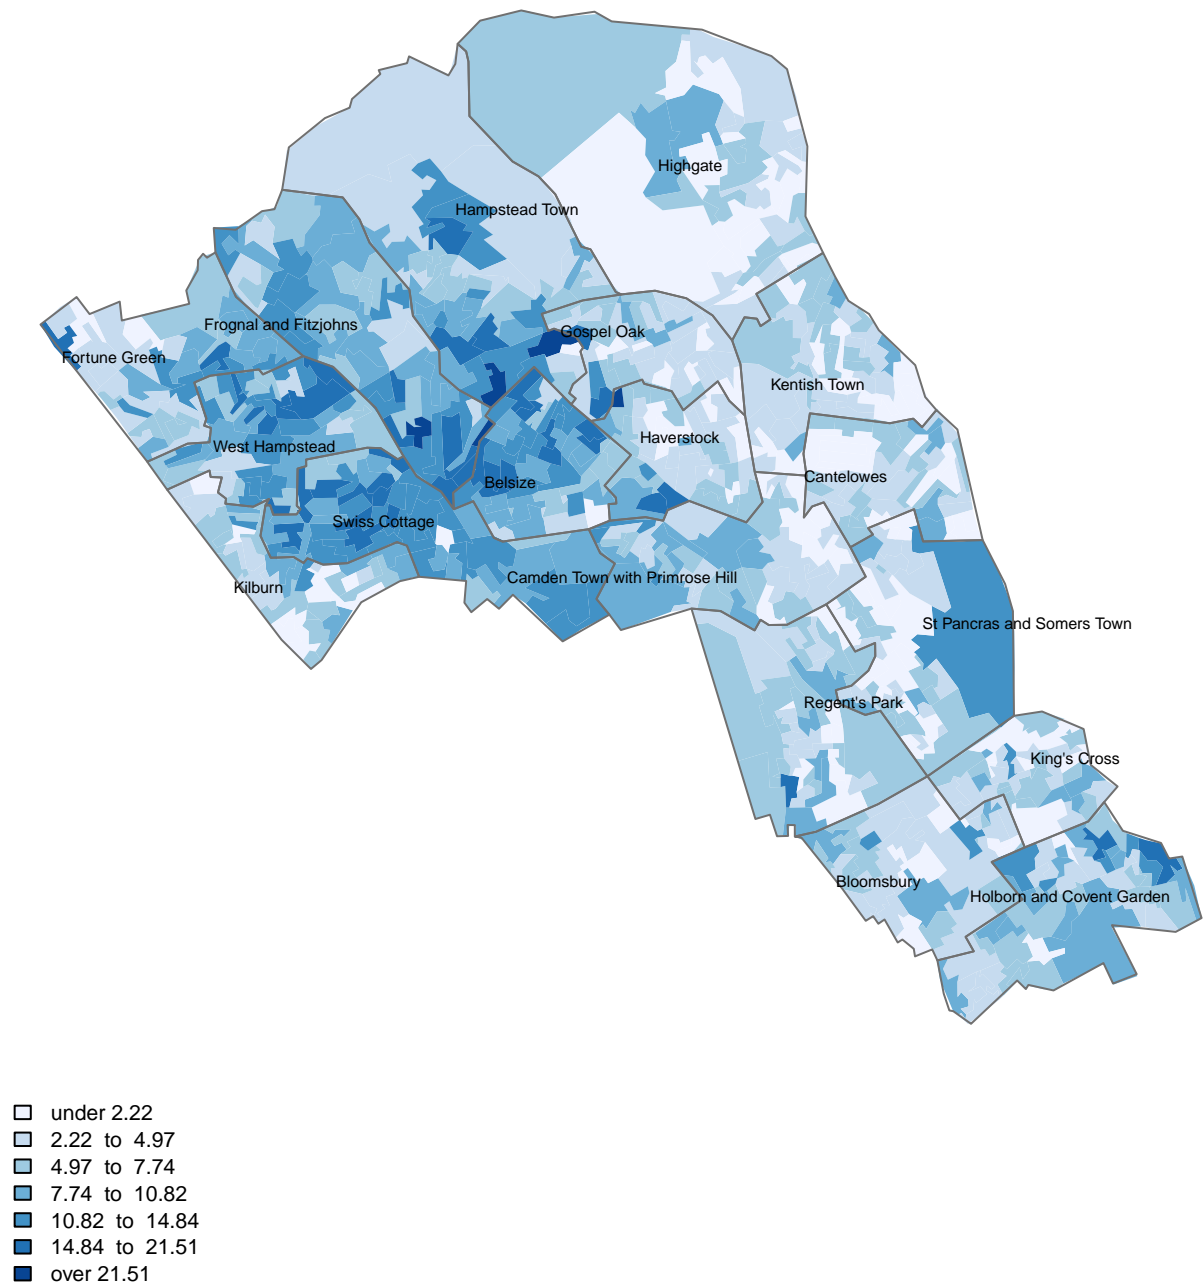 Highgate
Hampstead Town
Frognal and Fitzjohns
Gospel Oak
Fortune Green
Kentish Town
Haverstock
West Hampstead
Cantelowes
Belsize
Swiss Cottage
Camden Town with Primrose Hill
Kilburn
St Pancras and Somers Town
Regent's Park
King's Cross
Bloomsbury
Holborn and Covent Garden
under 2.22
2.22 to 4.97
4.97 to 7.74
7.74 to 10.82
10.82 to 14.84
14.84 to 21.51
over 21.51